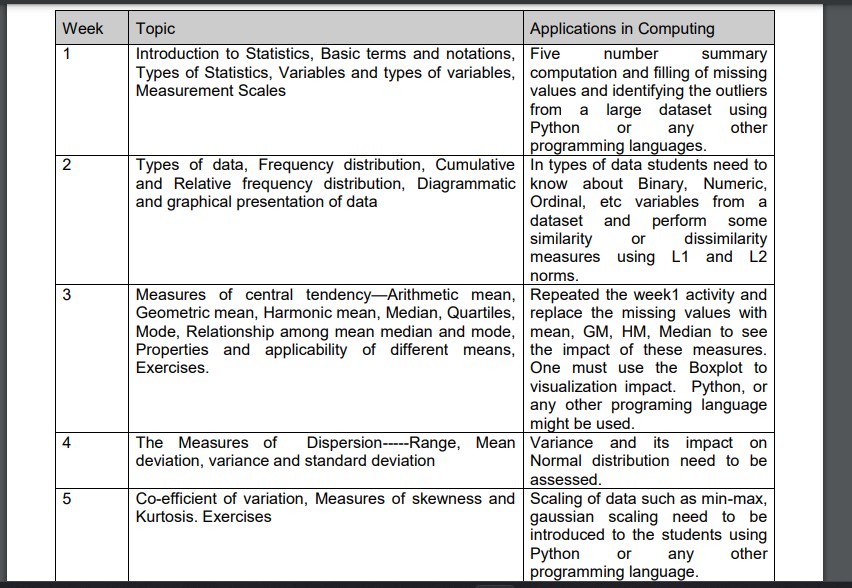 Week Topic Applications in Computing
1 Introduction to Statistics, Basic terms and notations,
Types of Statistics, Variables and types of variables,
Measurement Scales
Five number summary
computation and filling of missing
values and identifying the outliers
from a large dataset using
Python or any other
programming languages.
2 Types of data, Frequency distribution, Cumulative
and Relative frequency distribution, Diagrammatic
and graphical presentation of data
In types of data students need to
know about Binary, Numeric,
Ordinal, etc variables from a
dataset and perform some
similarity or dissimilarity
measures using L1 and L2
norms.
3 Measures of central tendency—Arithmetic mean,
Geometric mean, Harmonic mean, Median, Quartiles,
Mode, Relationship among mean median and mode,
Properties and applicability of different means,
Exercises.
Repeated the week1 activity and
replace the missing values with
mean, GM, HM, Median to see
the impact of these measures.
One must use the Boxplot to
visualization impact. Python, or
any other programing language
might be used.
4 The Measures of Dispersion-----Range, Mean
deviation, variance and standard deviation
Variance and its impact on
Normal distribution need to be
assessed.
5 Co-efficient of variation, Measures of skewness and
Kurtosis. Exercises
Scaling of data such as min-max,
gaussian scaling need to be
introduced to the students using
Python or any other
programming language.